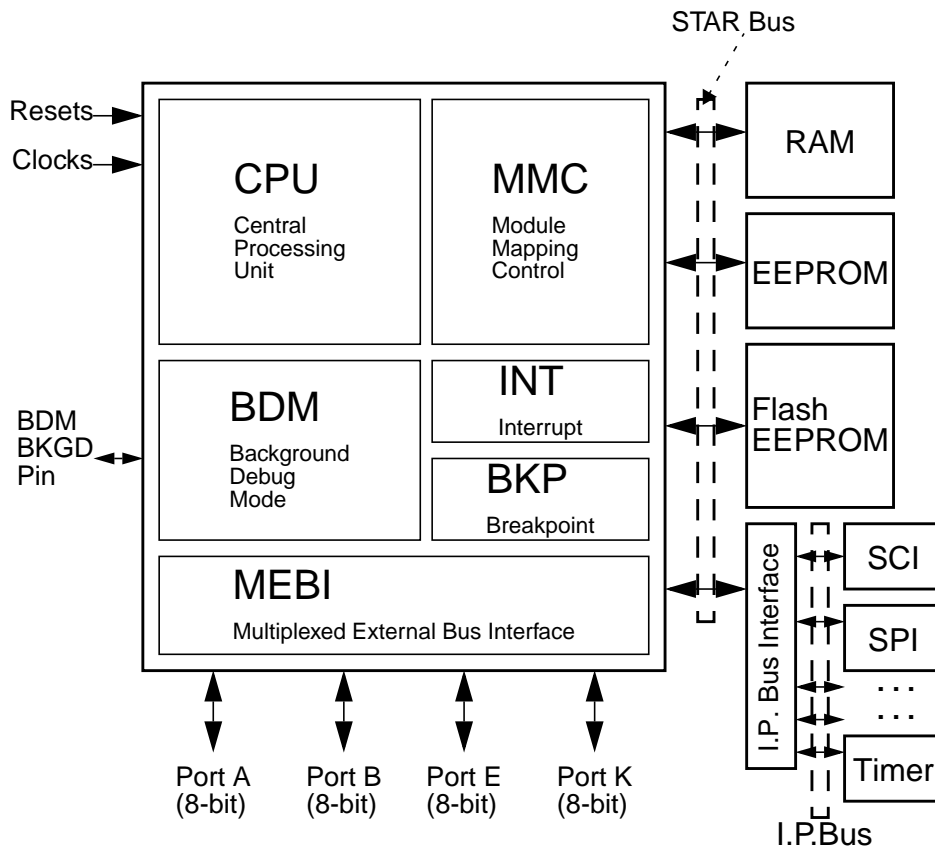 STAR Bus
Resets
Clocks
CPU
Central
Processing
Unit
MMC
Module
Mapping
Control
RAM
EEPROM
BDM
BKGD
Pin
BDM
Background
Debug
Mode
INT
Interrupt
BKP
Breakpoint
Flash
EEPROM
MEBI
Multiplexed External Bus Interface
I.P. Bus Interface
SCI
SPI
...
...
Timer
I.P.Bus
Port A
(8-bit)
Port B
(8-bit)
Port E
(8-bit)
Port K
(8-bit)